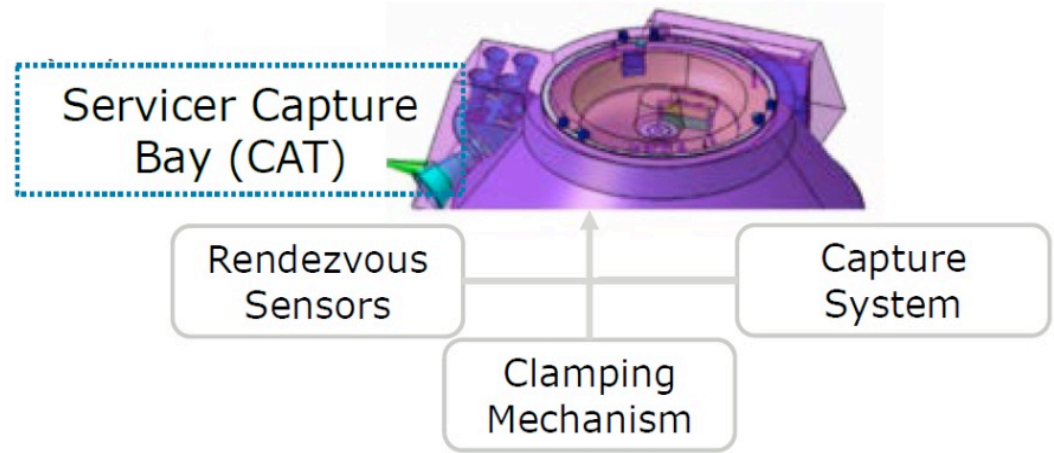 Servicer Capture
Bay (CAT)
Rendezvous
Sensors
Capture
System
Clamping
Mechanism